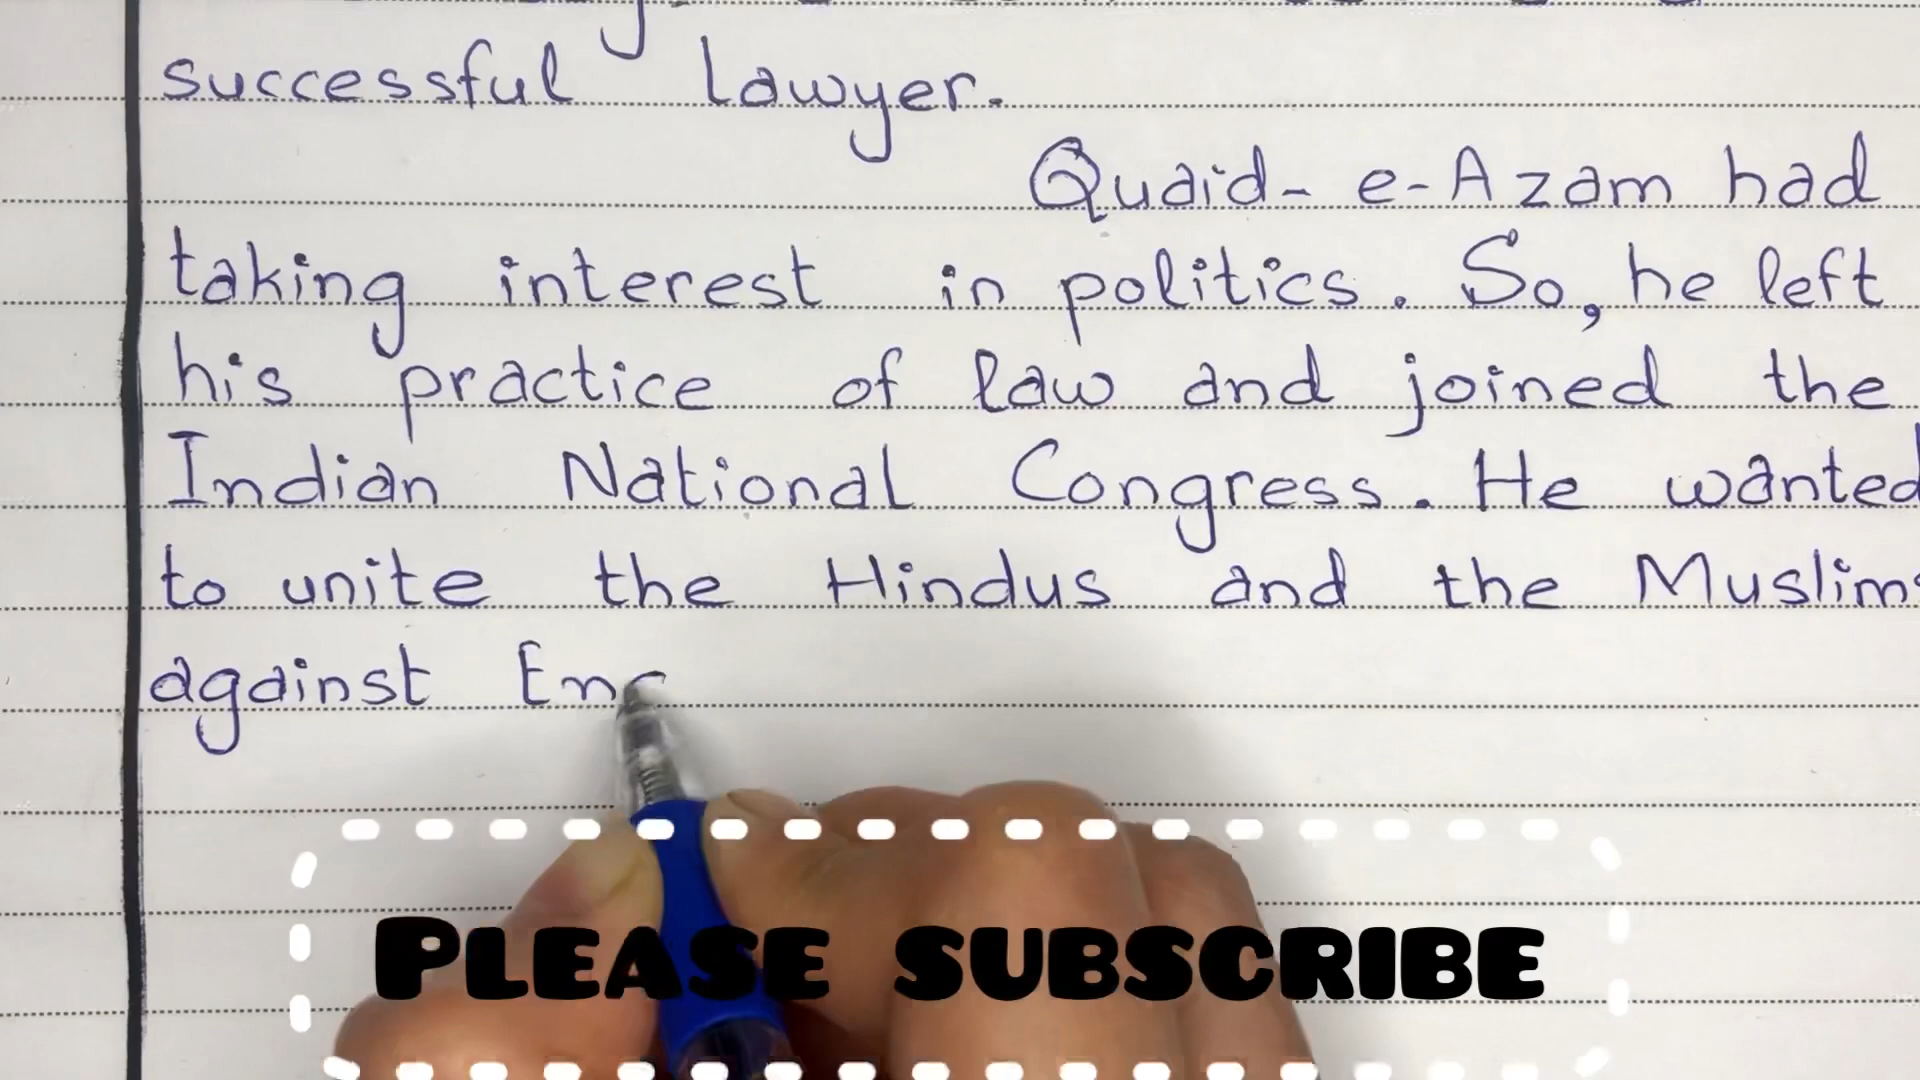 successful lawyer.
Quaid-e-Azam had
taking interest in politics. So, he left
his practice of law and joined the
Indian National Congress. He wanted
to unite the Hindus and the Muslims
against
PLEASE SUBSCRIBE